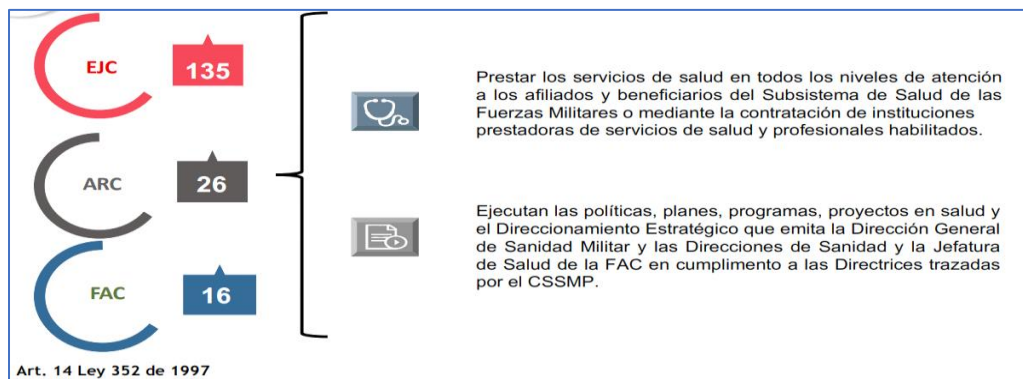 EJC
135
ARC
26
FAC
16
Prestar los servicios de salud en todos los niveles de atención
a los afiliados y beneficiarios del Subsistema de Salud de las
Fuerzas Militares o mediante la contratación de instituciones
prestadoras de servicios de salud y profesionales habilitados.
Ejecutan las políticas, planes, programas, proyectos en salud y
el Direccionamiento Estratégico que emita la Dirección General
de Sanidad Militar y las Direcciones de Sanidad y la Jefatura
de Salud de la FAC en cumplimento a las Directrices trazadas
por el CSSMP.
Art. 14 Ley 352 de 1997